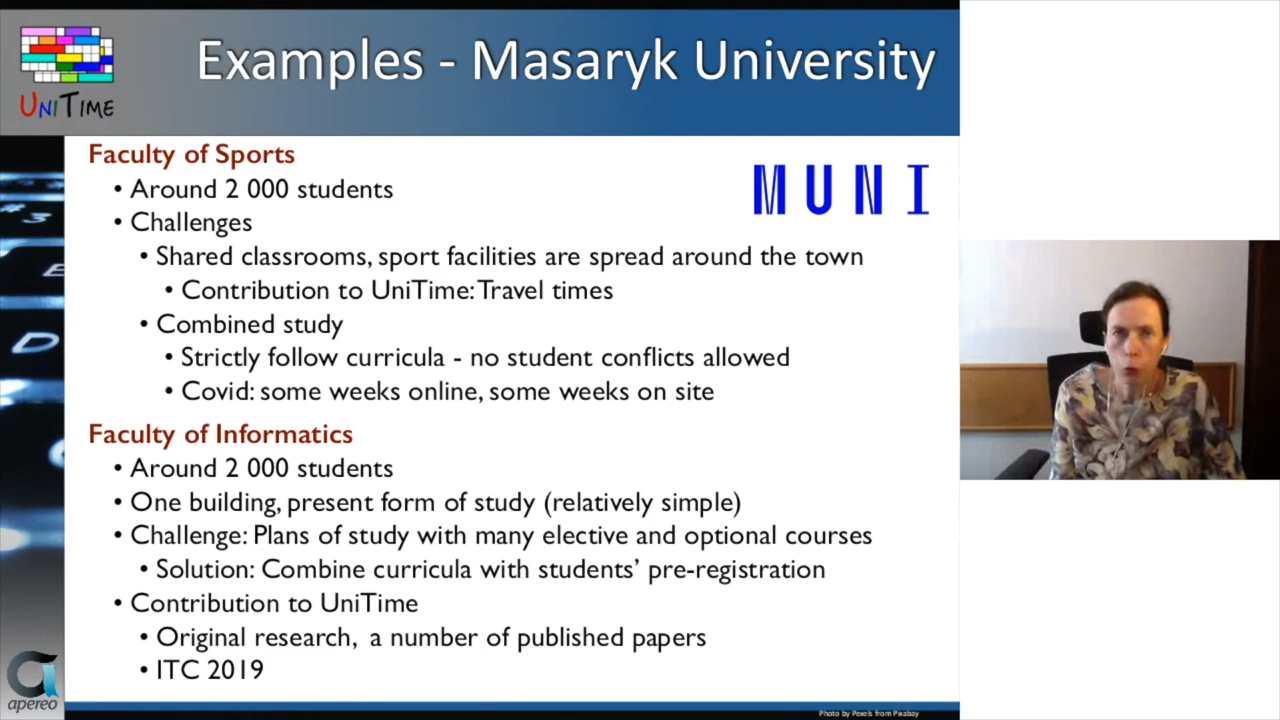 Examples - Masaryk University
UNITIME
Faculty of Sports
MUNI
• Around 2 000 students
• Challenges
• Shared classrooms, sport facilities are spread around the town
• Contribution to UniTime: Travel times
• Combined study
• Strictly follow curricula - no student conflicts allowed
• Covid: some weeks online, some weeks on site
Faculty of Informatics
• Around 2 000 students
• One building, present form of study (relatively simple)
• Challenge: Plans of study with many elective and optional courses
• Solution: Combine curricula with students' pre-registration
• Contribution to UniTime
• Original research, a number of published papers
• ITC 2019
apereo
Photo by Pexels from Pixabay
#3
E
D